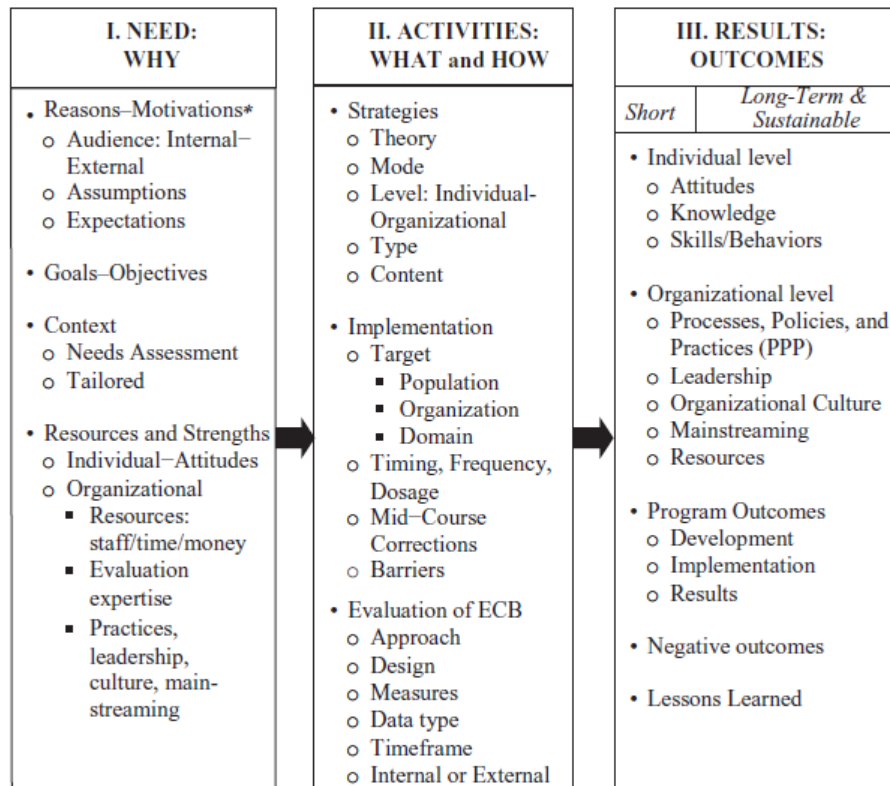 I. NEED:
WHY
• Reasons–Motivations*
o Audience: Internal–
External
o Assumptions
o Expectations
• Goals–Objectives
• Context
o Needs Assessment
o Tailored
• Resources and Strengths
o Individual–Attitudes
o Organizational
▪ Resources:
staff/time/money
▪ Evaluation
expertise
▪ Practices,
leadership,
culture, main-
streaming
II. ACTIVITIES:
WHAT and HOW
• Strategies
o Theory
o Mode
o Level: Individual-
Organizational
o Type
o Content
• Implementation
o Target
▪ Population
▪ Organization
▪ Domain
o Timing, Frequency,
Dosage
o Mid–Course
Corrections
o Barriers
• Evaluation of ECB
o Approach
o Design
o Measures
o Data type
o Timeframe
o Internal or External
III. RESULTS:
OUTCOMES
Short
Long-Term &
Sustainable
• Individual level
o Attitudes
o Knowledge
o Skills/Behaviors
• Organizational level
o Processes, Policies, and
Practices (PPP)
o Leadership
o Organizational Culture
o Mainstreaming
o Resources
• Program Outcomes
o Development
o Implementation
o Results
• Negative outcomes
• Lessons Learned